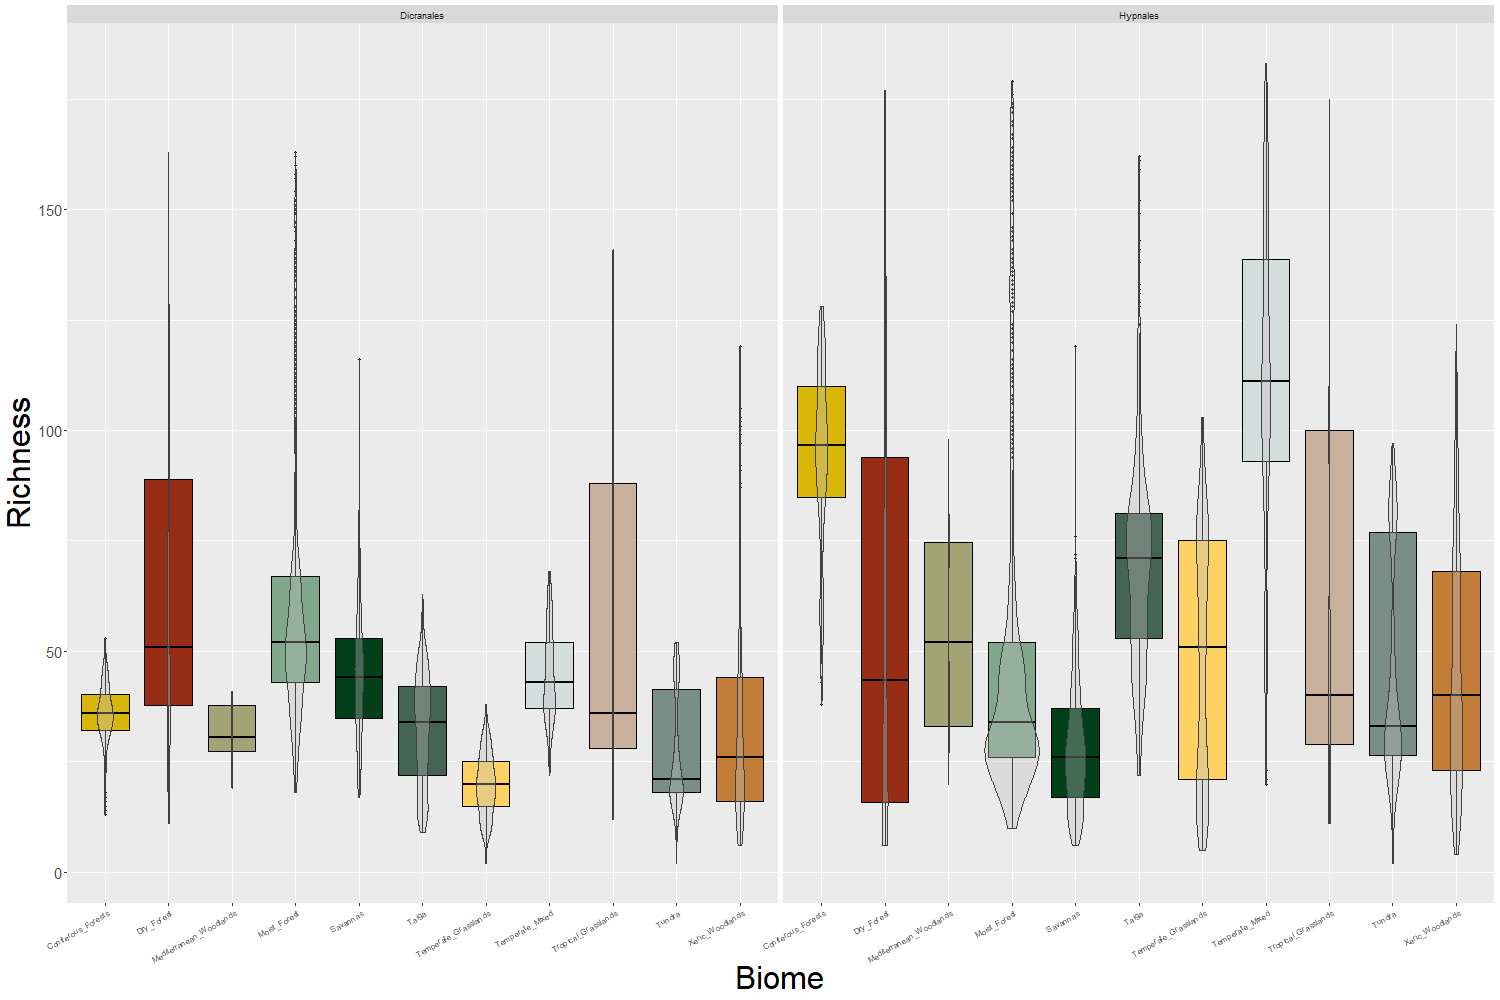 Dicranales Hypnales
Richness
150
100
50
0
Coniferous_Forests Dry_Forest Mediterranean_Woodlands Moist_Forest Savannas Taiga Temperate_Grasslands Temperate_Mixed Tropical_Grasslands Tundra Xeric_Woodlands Coniferous_Forests Dry_Forest Mediterranean_Woodlands Moist_Forest Savannas Taiga Temperate_Grasslands Temperate_Mixed Tropical_Grasslands Tundra Xeric_Woodlands
Biome